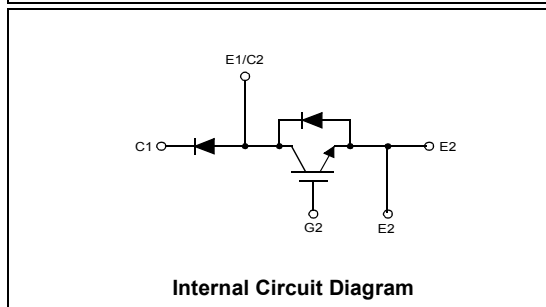 E1/C2
C1
E2
G2
E2
Internal Circuit Diagram